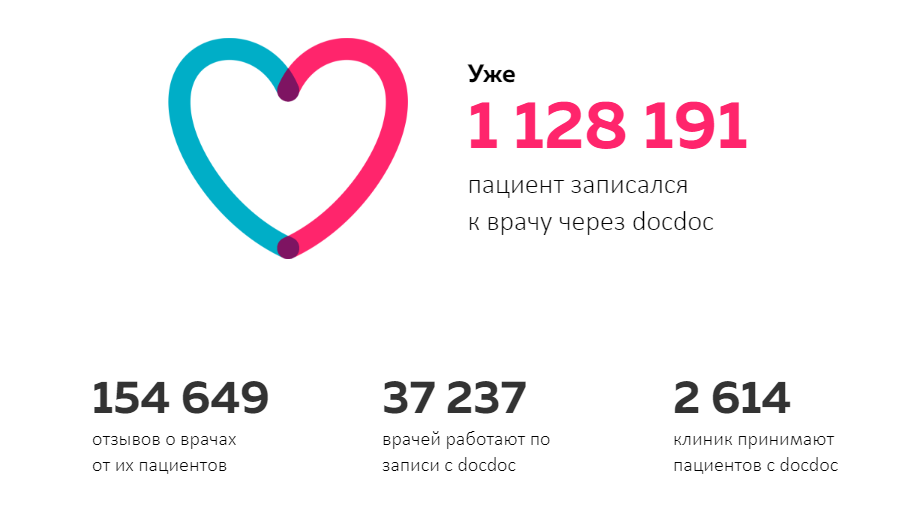 Уже
1 128 191
пациент записался
к врачу через docdoc
154 649
отзывов о врачах
от их пациентов
37 237
врачей работают по
записи с docdoc
2 614
клиник принимают
пациентов с docdoc